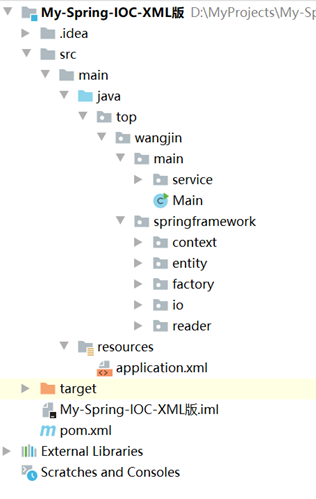 My-Spring-IOC-XML版 D:\MyProjects\My-S
.idea
src
main
java
top
wangjin
main
service
Main
springframework
context
entity
factory
io
reader
resources
application.xml
target
My-Spring-IOC-XML版.iml
pom.xml
External Libraries
Scratches and Consoles